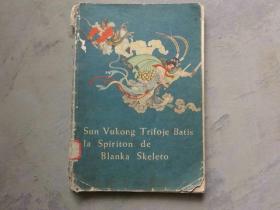 Sun Vukong Trifoje Batis
la Spiriton de
Blanka Skeleto